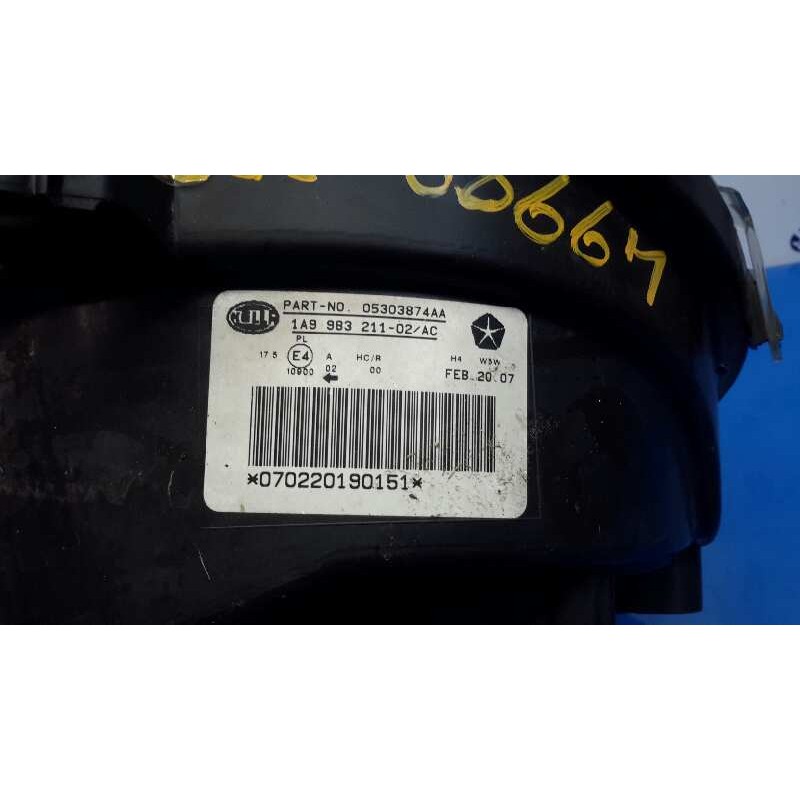 00664
PART-NO. 05303874AA
1A9 983 211-02/AC
PL
17.5 E4 A HC/R H4 W5W
10900 02 00 FEB.20.07
*070220190151*